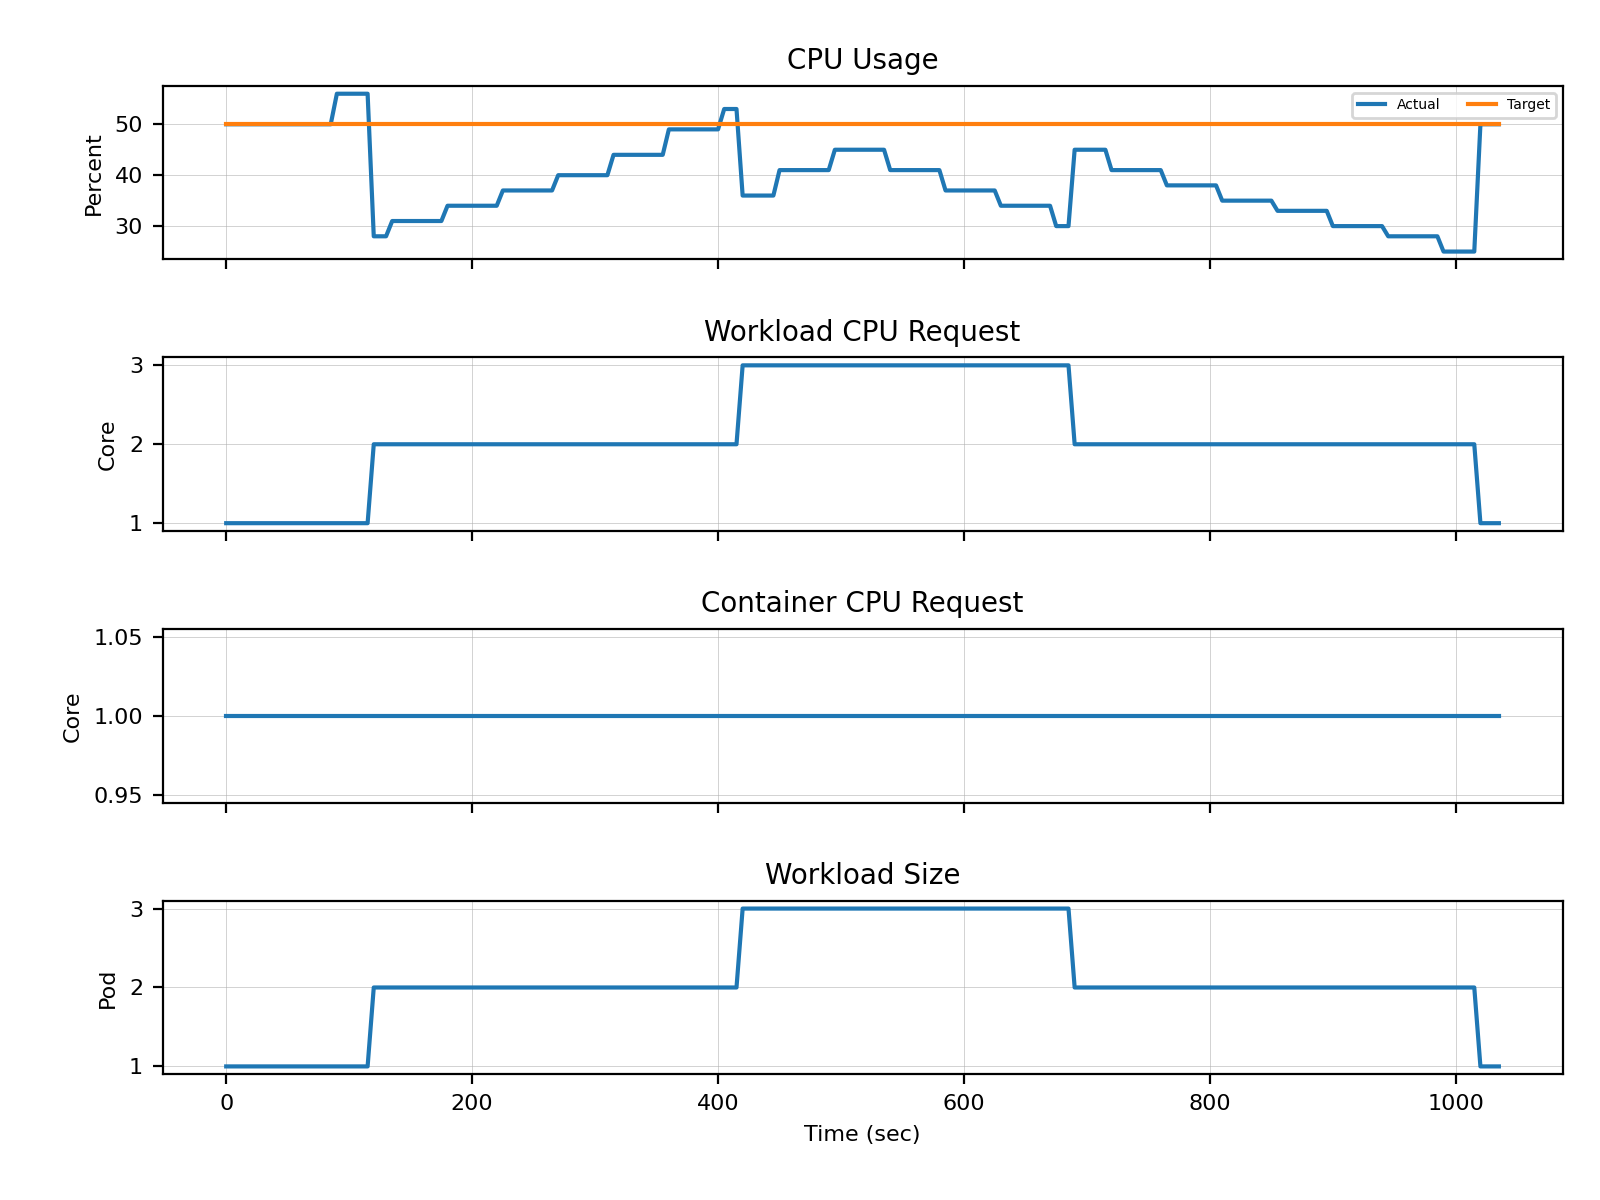 CPU Usage
Percent
50
40
30
Actual Target
Workload CPU Request
Core
3
2
1
Container CPU Request
Core
1.05
1.00
0.95
Workload Size
Pod
3
2
1
0 200 400 600 800 1000
Time (sec)